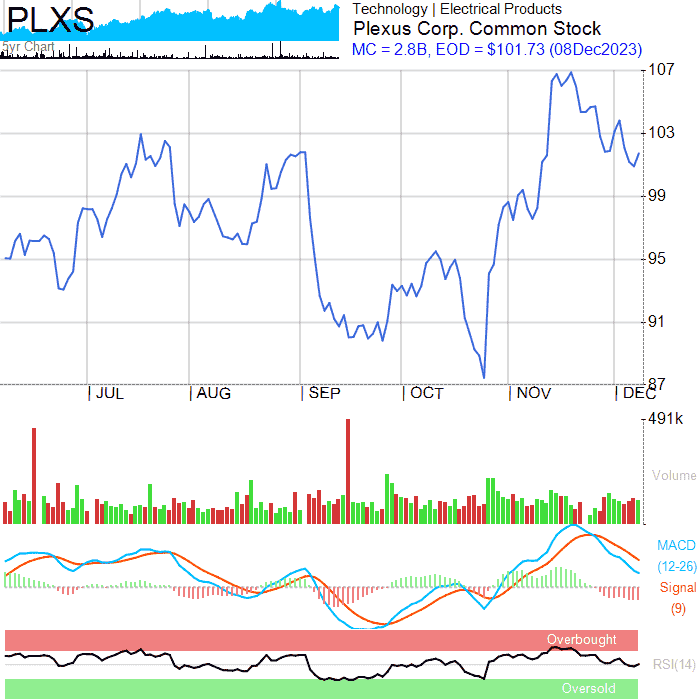 PLXS
5yr Chart
Technology | Electrical Products
Plexus Corp. Common Stock
MC = 2.8B, EOD = $101.73 (08Dec2023)
107
103
99
95
91
87
JUL
AUG
SEP
OCT
NOV
DEC
491k
Volume
MACD
(12-26)
Signal
(9)
Overbought
RSI(14)
Oversold